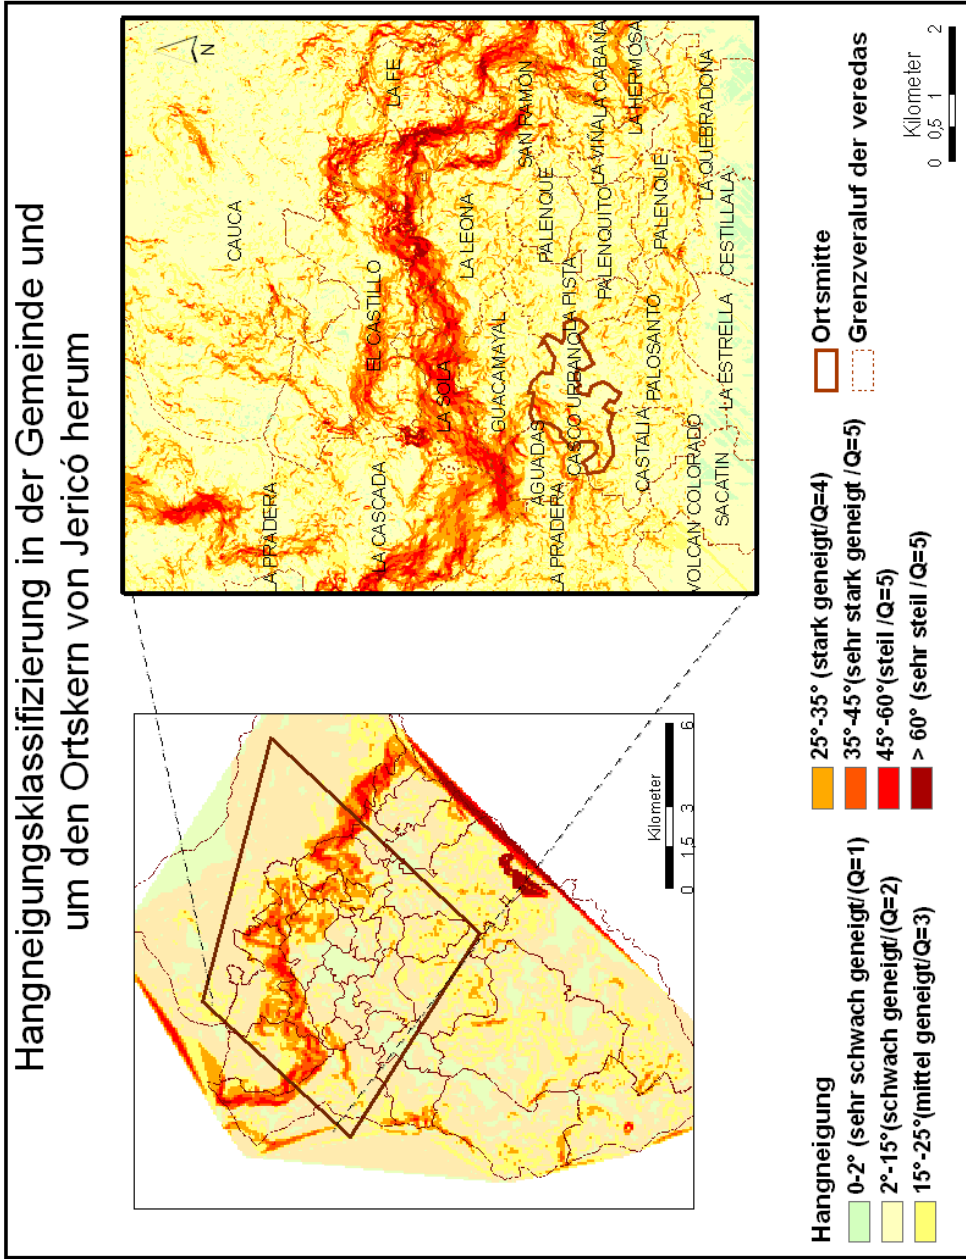 Hangneigungsklassifizierung in der Gemeinde und
um den Ortskern von Jericó herum
Kilometer
0 1,5 3 6
N
CAUCA
LA FE
A PRADERA
EL CASTILLO
LA CASCADA
LA SOLA
LA LEONA
GUACAMAYAL
SAN RAMÓN
AGUADAS
PALENQUE
A PRADERA
CASCO URBANO
LA PISTA
PALENQUITO
LA VIÑA
LA CABAÑA
CASTALIA
PALOSANTO
PALENQUE
LA HERMOSA
VOLCAN COLORADO
SACATIN
LA ESTRELLA
CESTILLALA
LA QUEBRADONA
Hangneigung
0-2° (sehr schwach geneigt/(Q=1)
2°-15°(schwach geneigt/(Q=2)
15°-25°(mittel geneigt/Q=3)
25°-35° (stark geneigt/Q=4)
35°-45°(sehr stark geneigt /Q=5)
45°-60°(steil /Q=5)
> 60° (sehr steil /Q=5)
Ortsmitte
Grenzveraluf der veredas
Kilometer
0 0,5 1 2